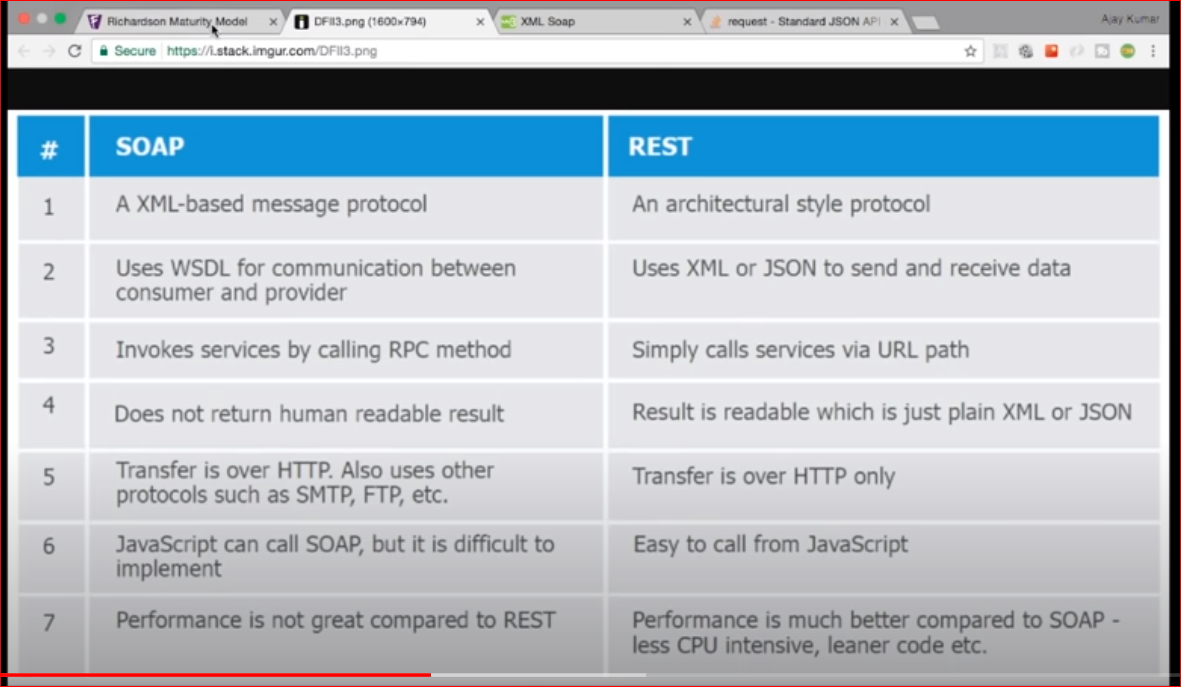 Richardson Maturity Model
DFII3.png (1600×794)
XML Soap
request - Standard JSON API
Ajay Kumar
Secure
https://i.stack.imgur.com/DFII3.png
# SOAP REST
1 A XML-based message protocol An architectural style protocol
2 Uses WSDL for communication between
consumer and provider
Uses XML or JSON to send and receive data
3 Invokes services by calling RPC method Simply calls services via URL path
4 Does not return human readable result Result is readable which is just plain XML or JSON
5 Transfer is over HTTP. Also uses other
protocols such as SMTP, FTP, etc.
Transfer is over HTTP only
6 JavaScript can call SOAP, but it is difficult to
implement
Easy to call from JavaScript
7 Performance is not great compared to REST
Performance is much better compared to SOAP -
less CPU intensive, leaner code etc.